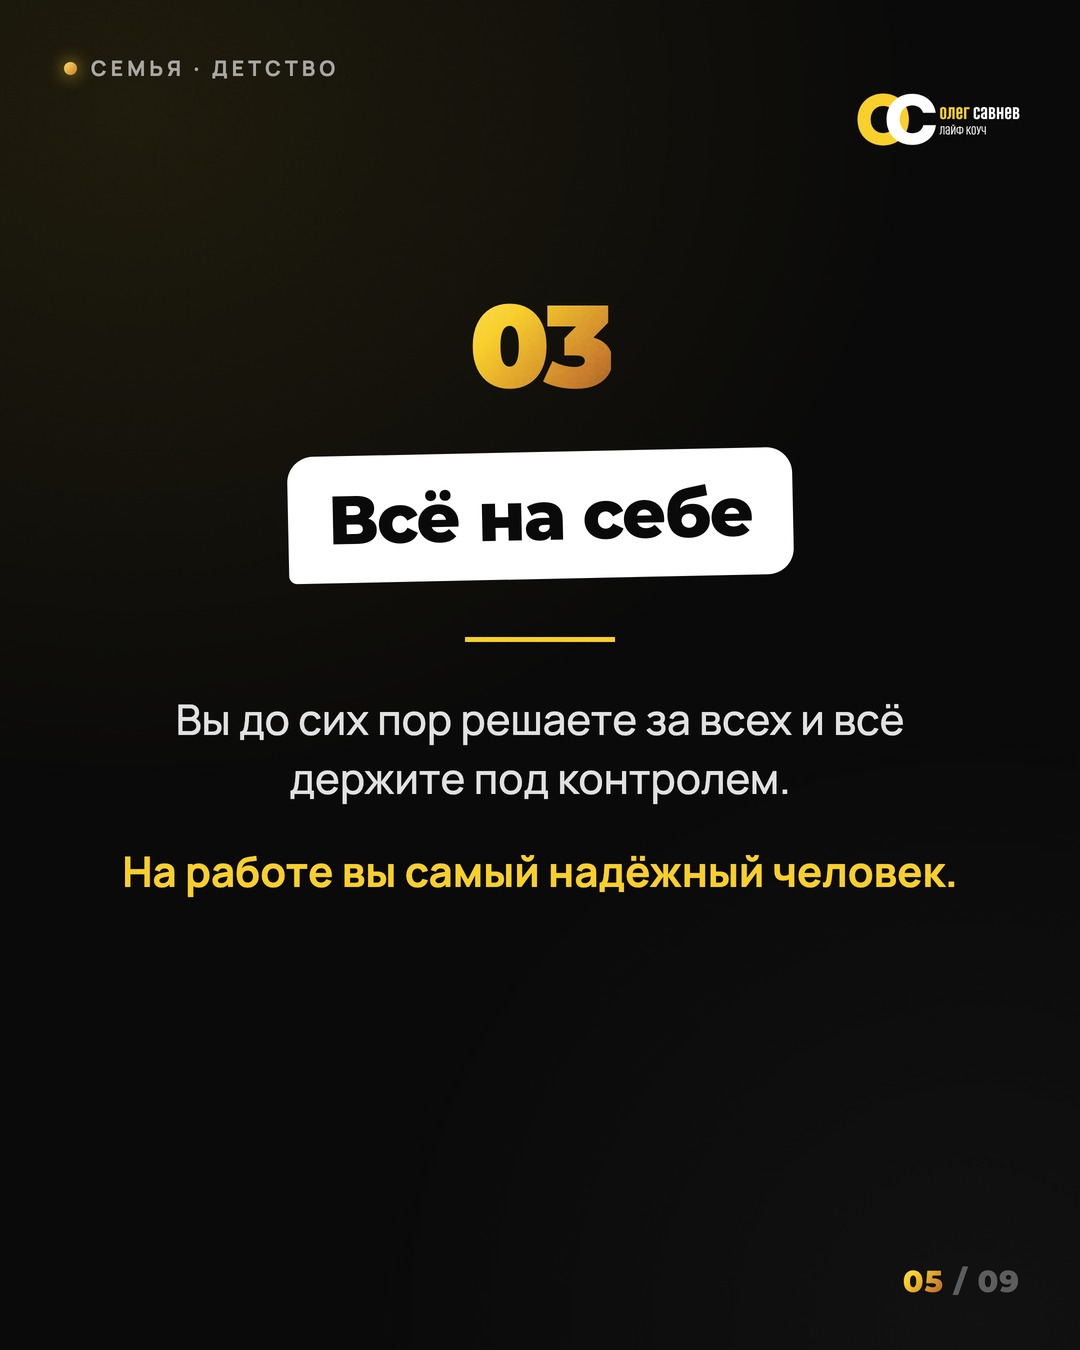 СЕМЬЯ · ДЕТСТВО
олег савнев
ЛАЙФ КОУЧ
03
Всё на себе
Вы до сих пор решаете за всех и всё
держите под контролем.
На работе вы самый надёжный человек.
05 / 09